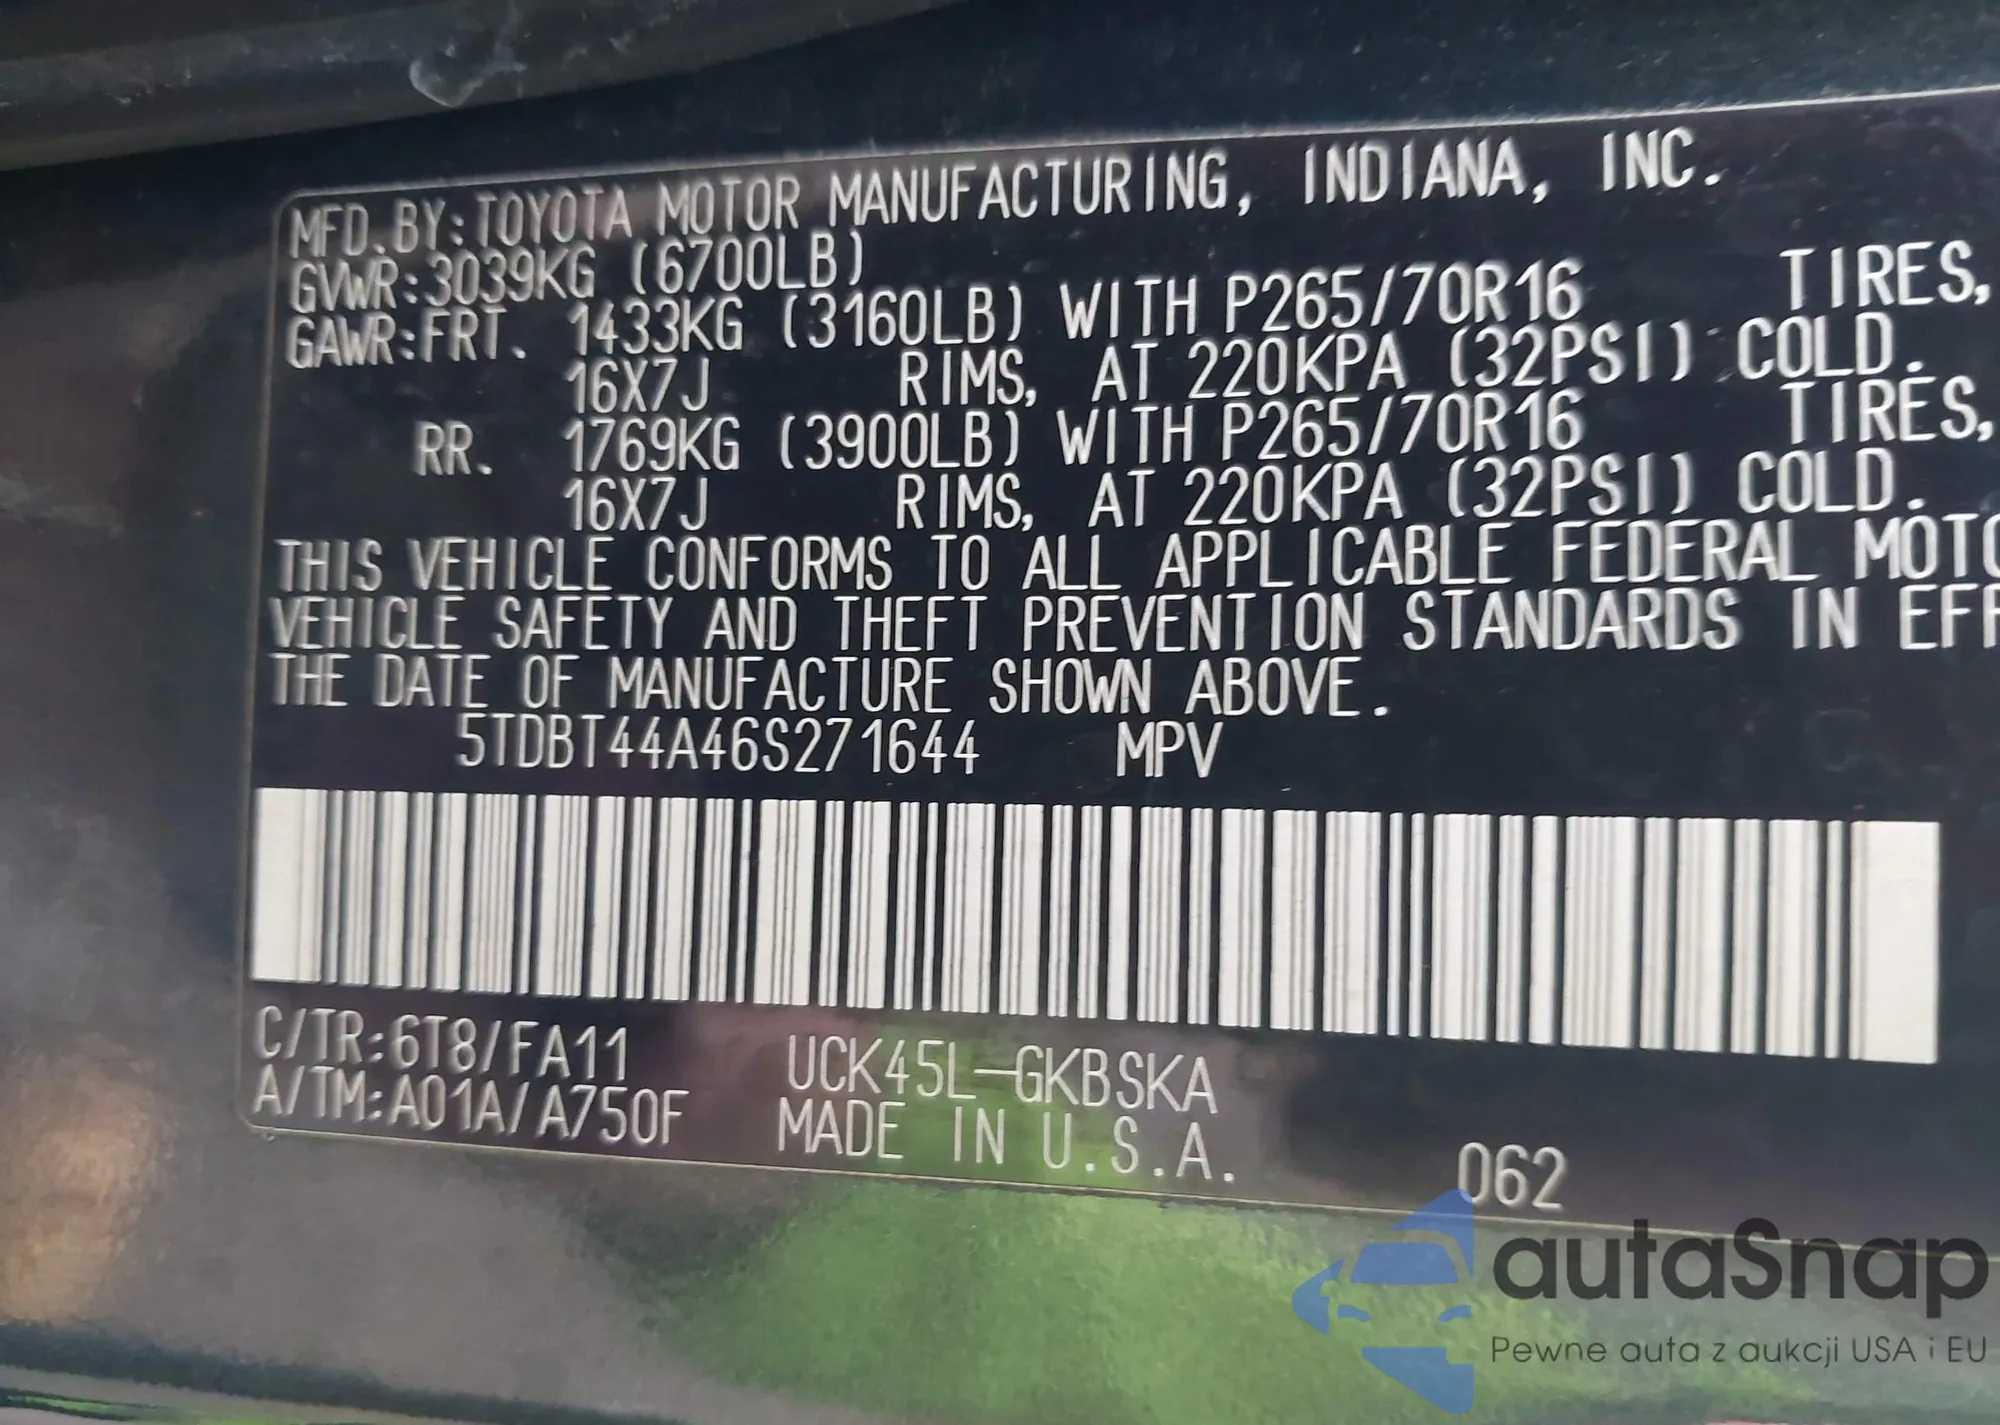 MFD.BY:TOYOTA MOTOR MANUFACTURING, INDIANA, INC.
GVWR:3039KG (6700LB)
GAWR:FRT. 1433KG (3160LB) WITH P265/70R16 TIRES,
16X7J RIMS, AT 220KPA (32PSI) COLD.
RR. 1769KG (3900LB) WITH P265/70R16 TIRES,
16X7J RIMS, AT 220KPA (32PSI) COLD.
THIS VEHICLE CONFORMS TO ALL APPLICABLE FEDERAL MOTO
VEHICLE SAFETY AND THEFT PREVENTION STANDARDS IN EFF
THE DATE OF MANUFACTURE SHOWN ABOVE.
5TDBT44A46S271644 MPV
C/TR:6T8/FA11 UCK45L-GKBSKA
A/TM:A01A/A750F MADE IN U.S.A.
062
autaSnap
Pewne auta z aukcji USA i EU